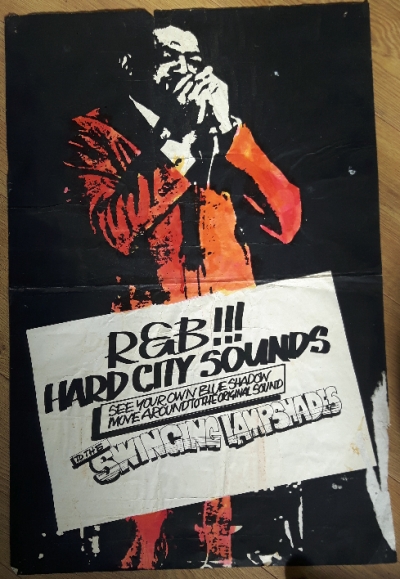 R&B!!!
HARD CITY SOUNDS
SEE YOUR OWN BLUE SHADOW
MOVE AROUND TO THE ORIGINAL SOUND
TO THE
SWINGING LAMPSHADES